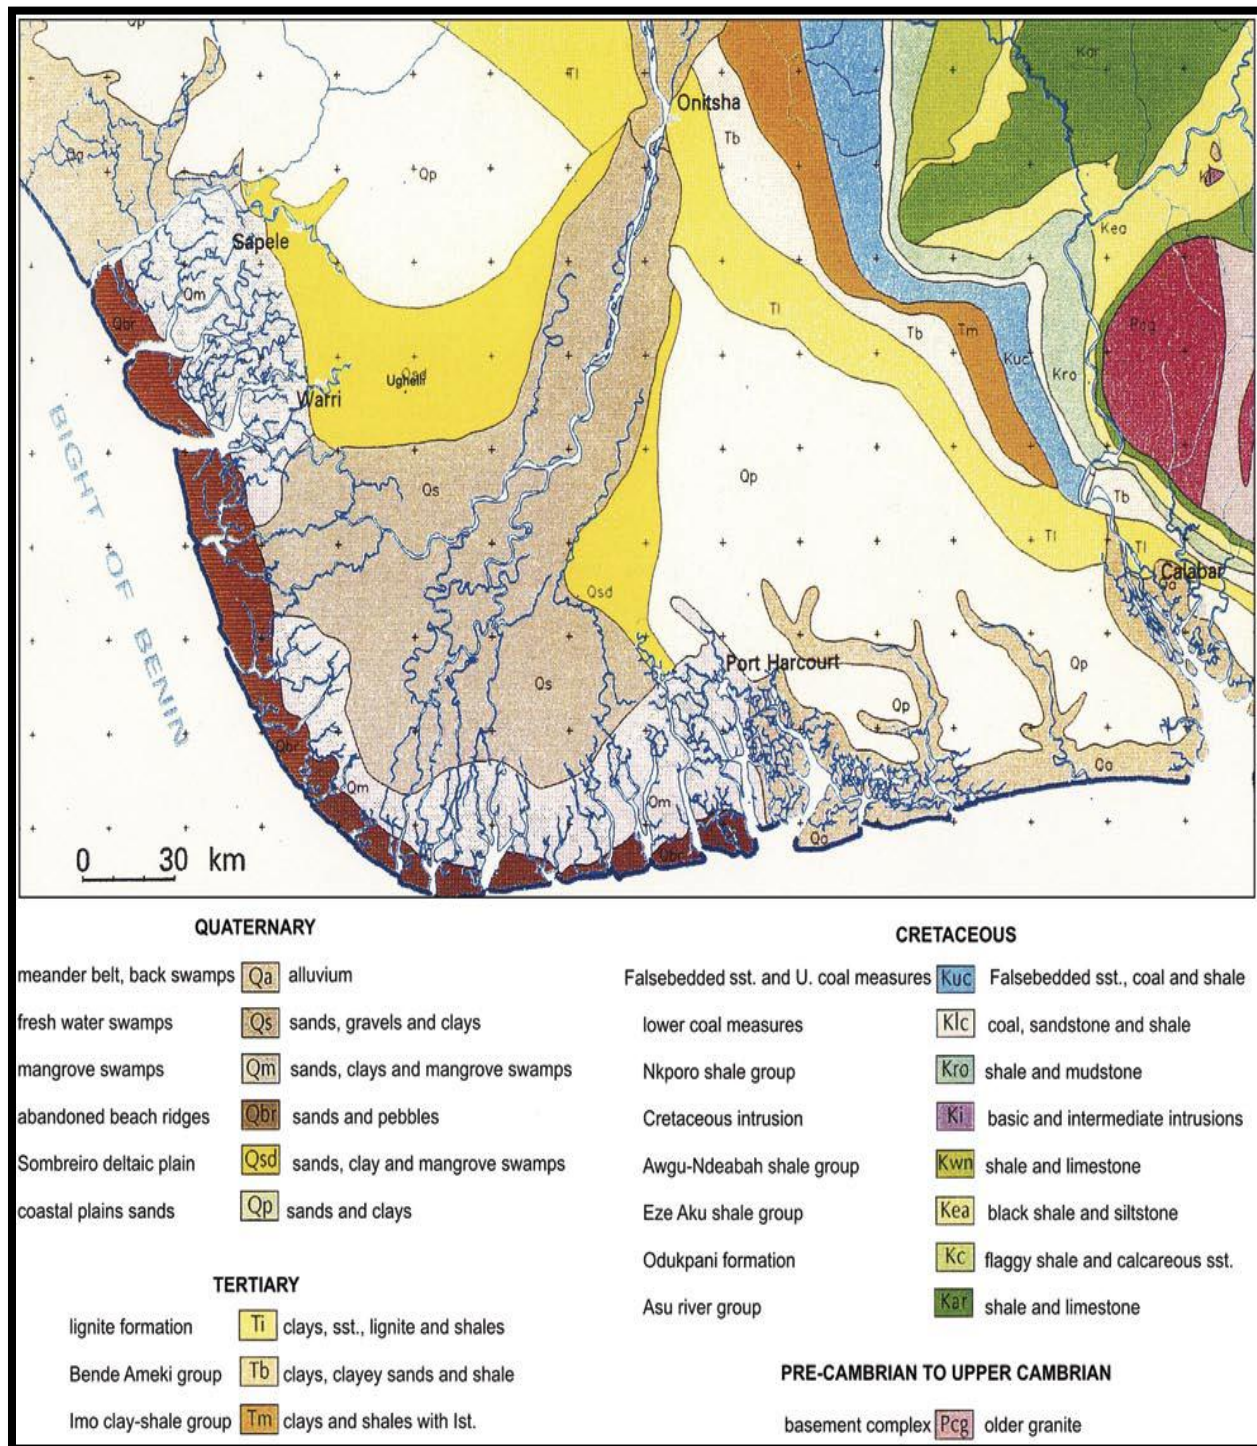 Qp
Tl
Kar
Onitsha
Tb
Qa
Qp
Ki
Sapele
Kea
Qm
Pcg
Qbr
Tl
Tb
Tm
Kuc
Kro
Qsd
Ughelli
Warri
BIGHT OF BENIN
Qs
Qp
Tb
Tl
Tl
Calabar
Qa
Qsd
Port Harcourt
Qp
Qs
Qp
Qbr
Qm
Qm
Qa
Qbr
Qa
0 30 km
QUATERNARY
meander belt, back swamps Qa alluvium
fresh water swamps Qs sands, gravels and clays
mangrove swamps Qm sands, clays and mangrove swamps
abandoned beach ridges Qbr sands and pebbles
Sombreiro deltaic plain Qsd sands, clay and mangrove swamps
coastal plains sands Qp sands and clays
TERTIARY
lignite formation Ti clays, sst., lignite and shales
Bende Ameki group Tb clays, clayey sands and shale
Imo clay-shale group Tm clays and shales with lst.
CRETACEOUS
Falsebedded sst. and U. coal measures Kuc Falsebedded sst., coal and shale
lower coal measures Klc coal, sandstone and shale
Nkporo shale group Kro shale and mudstone
Cretaceous intrusion Ki basic and intermediate intrusions
Awgu-Ndeabah shale group Kwn shale and limestone
Eze Aku shale group Kea black shale and siltstone
Odukpani formation Kc flaggy shale and calcareous sst.
Asu river group Kar shale and limestone
PRE-CAMBRIAN TO UPPER CAMBRIAN
basement complex Pcg older granite